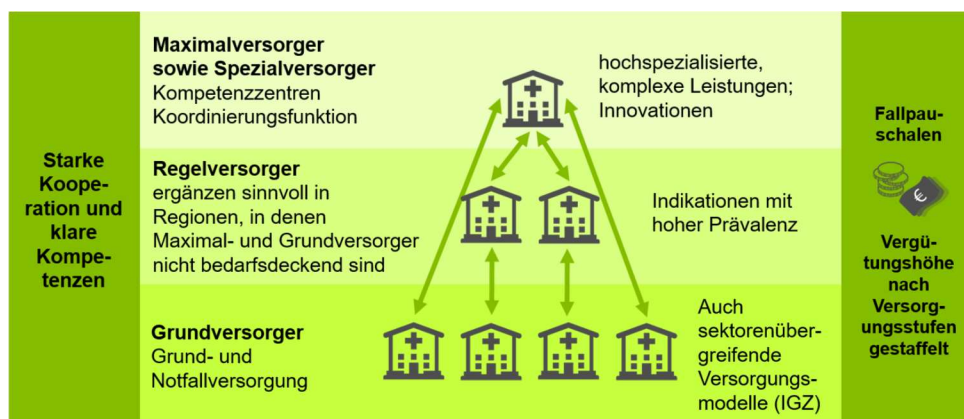 Starke
Koope-
ration und
klare
Kompe-
tenzen
Maximalversorger
sowie Spezialversorger
Kompetenzzentren
Koordinierungsfunktion
hochspezialisierte,
komplexe Leistungen;
Innovationen
Regelversorger
ergänzen sinnvoll in
Regionen, in denen
Maximal- und Grundversorger
nicht bedarfsdeckend sind
Indikationen mit
hoher Prävalenz
Grundversorger
Grund- und
Notfallversorgung
Auch
sektorenüber-
greifende
Versorgungs-
modelle (IGZ)
Fallpau-
schalen
€
Vergü-
tungshöhe
nach
Versor-
gungsstufen
gestaffelt